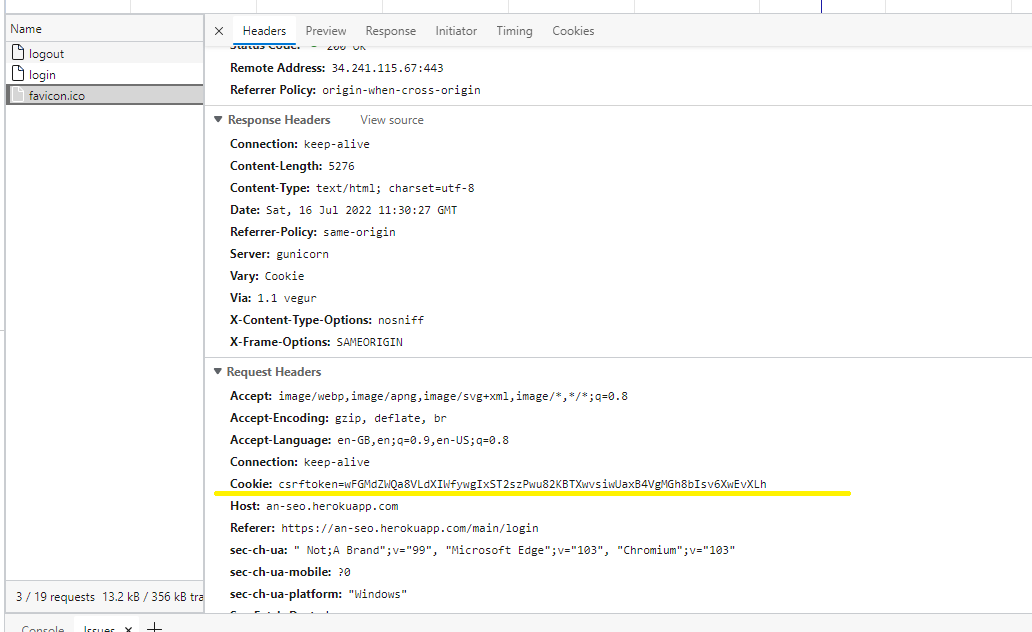 Name
logout
login
favicon.ico
3 / 19 requests 13.2 kB / 356 kB tra
Headers Preview Response Initiator Timing Cookies
Status Code: 200 OK
Remote Address: 34.241.115.67:443
Referrer Policy: origin-when-cross-origin
Response Headers View source
Connection: keep-alive
Content-Length: 5276
Content-Type: text/html; charset=utf-8
Date: Sat, 16 Jul 2022 11:30:27 GMT
Referrer-Policy: same-origin
Server: gunicorn
Vary: Cookie
Via: 1.1 vegur
X-Content-Type-Options: nosniff
X-Frame-Options: SAMEORIGIN
Request Headers
Accept: image/webp,image/apng,image/svg+xml,image/*,*/*;q=0.8
Accept-Encoding: gzip, deflate, br
Accept-Language: en-GB,en;q=0.9,en-US;q=0.8
Connection: keep-alive
Cookie: csrftoken=wFGMdZWQa8VLdXIWfywgIxST2szPwu82KBTXwvsiwUaxB4VgMGh8bIsv6XwEvXLh
Host: an-seo.herokuapp.com
Referer: https://an-seo.herokuapp.com/main/login
sec-ch-ua: " Not;A Brand";v="99", "Microsoft Edge";v="103", "Chromium";v="103"
sec-ch-ua-mobile: ?0
sec-ch-ua-platform: "Windows"
Console Issues